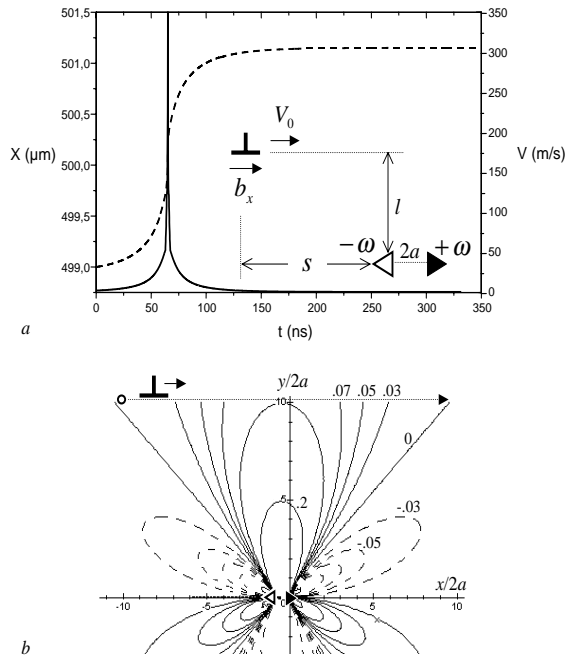 501,5
501,0
500,5
500,0
499,5
499,0
X (μm)
350
300
250
200
150
100
50
0
V (m/s)
V₀
bₓ
l
−ω 2a +ω
s
0 50 100 150 200 250 300 350
t (ns)
a
y/2a
10
.07 .05 .03
0
5
.2
-.03
-.05
x/2a
-10 -5 0 5 10
b